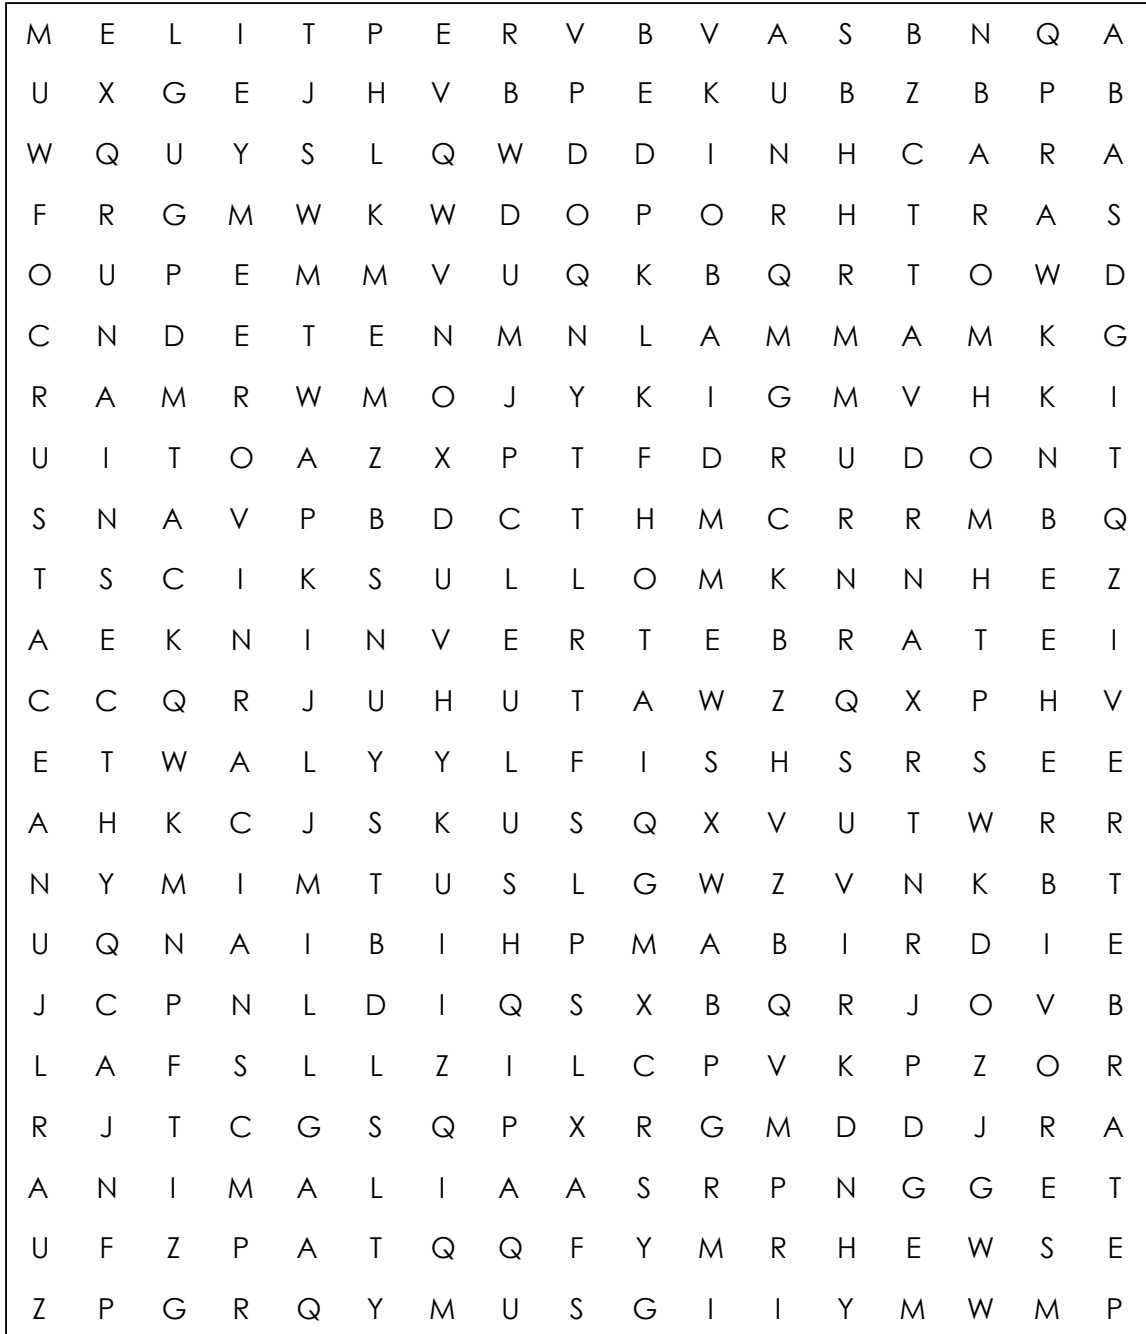 M E L I T P E R V B V A S B N Q A
U X G E J H V B P E K U B Z B P B
W Q U Y S L Q W D D I N H C A R A
F R G M W K W D O P O R H T R A S
O U P E M M V U Q K B Q R T O W D
C N D E T E N M N L A M M A M K G
R A M R W M O J Y K I G M V H K I
U I T O A Z X P T F D R U D O N T
S N A V P B D C T H M C R R M B Q
T S C I K S U L L O M K N N H E Z
A E K N I N V E R T E B R A T E I
C C Q R J U H U T A W Z Q X P H V
E T W A L Y Y L F I S H S R S E E
A H K C J S K U S Q X V U T W R R
N Y M I M T U S L G W Z V N K B T
U Q N A I B I H P M A B I R D I E
J C P N L D I Q S X B Q R J O V B
L A F S L L Z I L C P V K P Z O R
R J T C G S Q P X R G M D D J R A
A N I M A L I A A S R P N G G E T
U F Z P A T Q Q F Y M R H E W S E
Z P G R Q Y M U S G I I Y M W M P